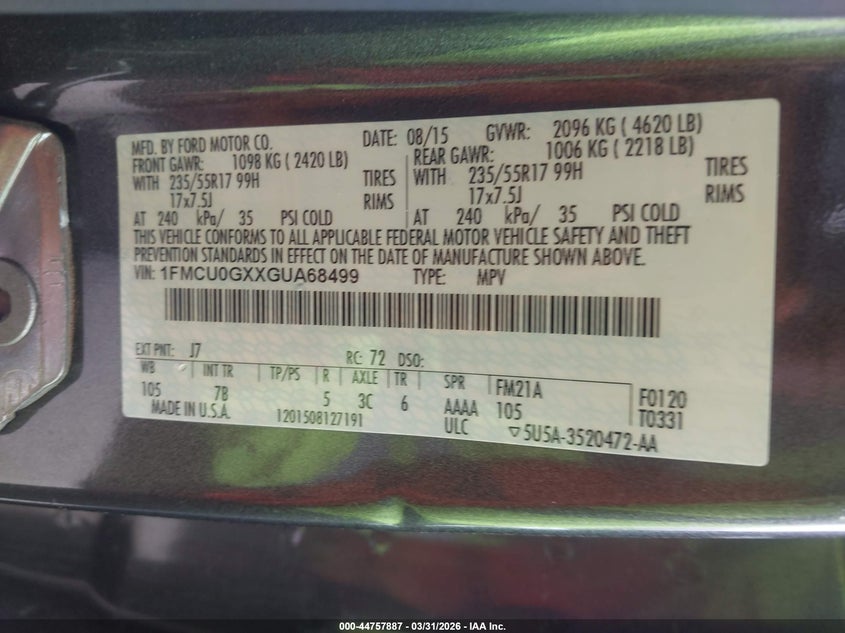 MFD. BY FORD MOTOR CO. DATE: 08/15 GVWR: 2096 KG ( 4620 LB)
FRONT GAWR: 1098 KG ( 2420 LB) REAR GAWR: 1006 KG ( 2218 LB)
WITH 235/55R17 99H TIRES WITH 235/55R17 99H TIRES
17x7.5J RIMS 17x7.5J RIMS
AT 240 kPa/ 35 PSI COLD AT 240 kPa/ 35 PSI COLD
THIS VEHICLE CONFORMS TO ALL APPLICABLE FEDERAL MOTOR VEHICLE SAFETY AND THEFT
PREVENTION STANDARDS IN EFFECT ON THE DATE OF MANUFACTURE SHOWN ABOVE.
VIN: 1FMCU0GXXGUA68499 TYPE: MPV
EXT PNT: J7 RC: 72 DSO:
WB INT TR TP/PS R AXLE TR SPR FM21A F0120
105 7B 5 3C 6 AAAA 105 T0331
MADE IN U.S.A. 1201508127191 ULC ▽5U5A-3520472-AA
000-44757887 - 03/31/2026 - IAA Inc.